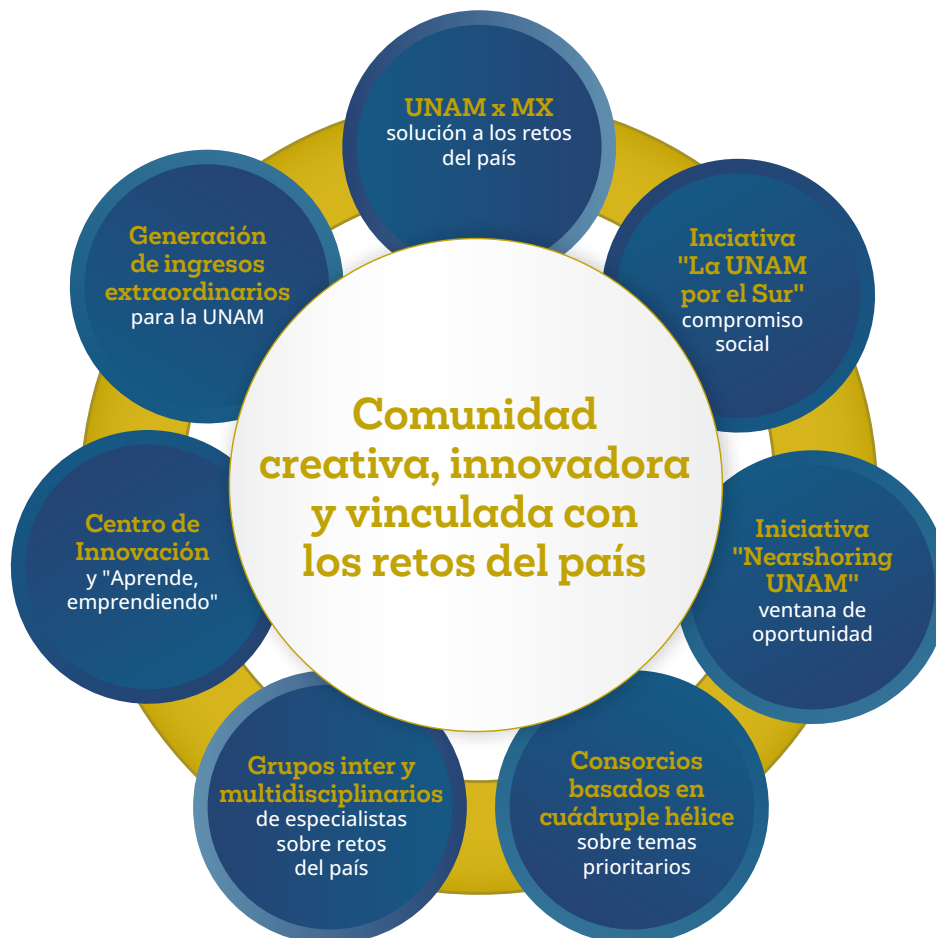 UNAM x MX
solución a los retos
del país
Inciativa
"La UNAM
por el Sur"
compromiso
social
Iniciativa
"Nearshoring
UNAM"
ventana de
oportunidad
Consorcios
basados en
cuádruple hélice
sobre temas
prioritarios
Grupos inter y
multidisciplinarios
de especialistas
sobre retos
del país
Centro de
Innovación
y "Aprende,
emprendiendo"
Generación
de ingresos
extraordinarios
para la UNAM
Comunidad
creativa, innovadora
y vinculada con
los retos del país